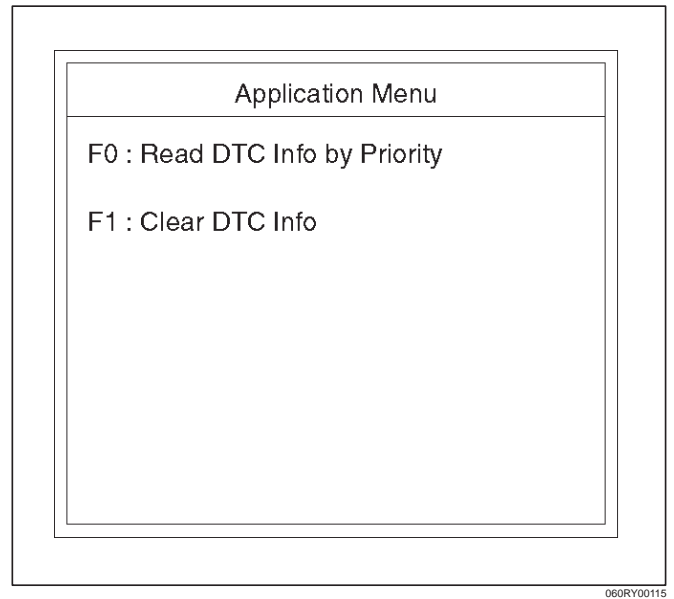 Application Menu
F0 : Read DTC Info by Priority
F1 : Clear DTC Info
060RY00115